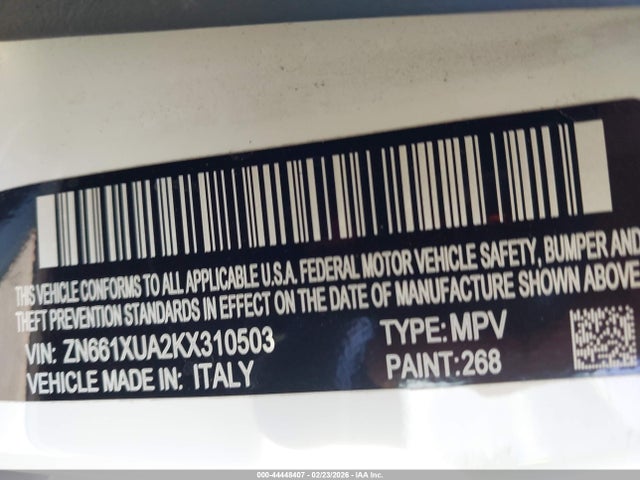 THIS VEHICLE CONFORMS TO ALL APPLICABLE U.S.A. FEDERAL MOTOR VEHICLE SAFETY, BUMPER AND
THEFT PREVENTION STANDARDS IN EFFECT ON THE DATE OF MANUFACTURE SHOWN ABOVE
VIN: ZN661XUA2KX310503 TYPE: MPV
VEHICLE MADE IN: ITALY PAINT: 268
000-44448407 - 02/23/2026 - IAA Inc.